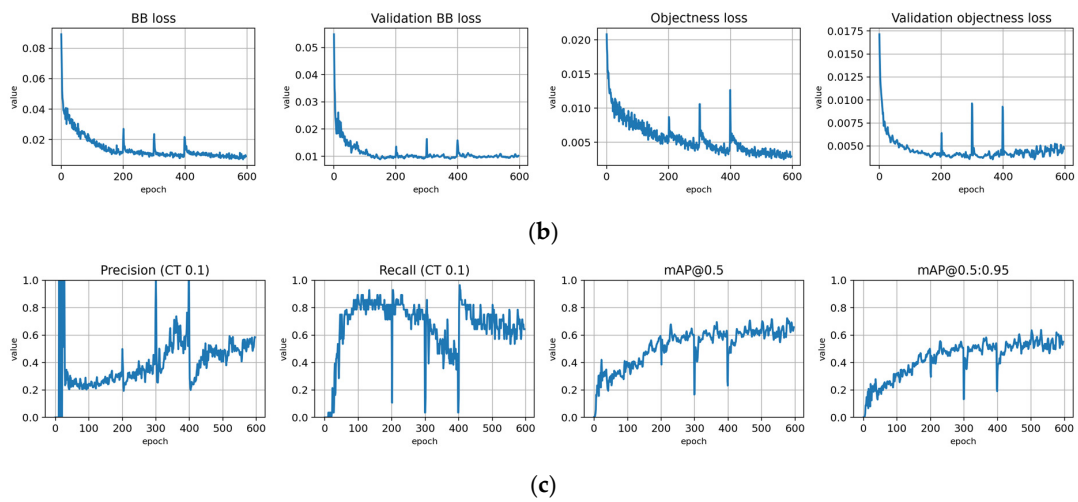 BB loss
Validation BB loss
Objectness loss
Validation objectness loss
value
0.08
0.06
0.04
0.02
0
200
400
600
epoch
value
0.05
0.04
0.03
0.02
0.01
0
200
400
600
epoch
value
0.020
0.015
0.010
0.005
0
200
400
600
epoch
value
0.0175
0.0150
0.0125
0.0100
0.0075
0.0050
0
200
400
600
epoch
(b)
Precision (CT 0.1)
Recall (CT 0.1)
mAP@0.5
mAP@0.5:0.95
value
1.0
0.8
0.6
0.4
0.2
0.0
0 100 200 300 400 500 600
epoch
value
1.0
0.8
0.6
0.4
0.2
0.0
0 100 200 300 400 500 600
epoch
value
1.0
0.8
0.6
0.4
0.2
0.0
0 100 200 300 400 500 600
epoch
value
1.0
0.8
0.6
0.4
0.2
0.0
0 100 200 300 400 500 600
epoch
(c)